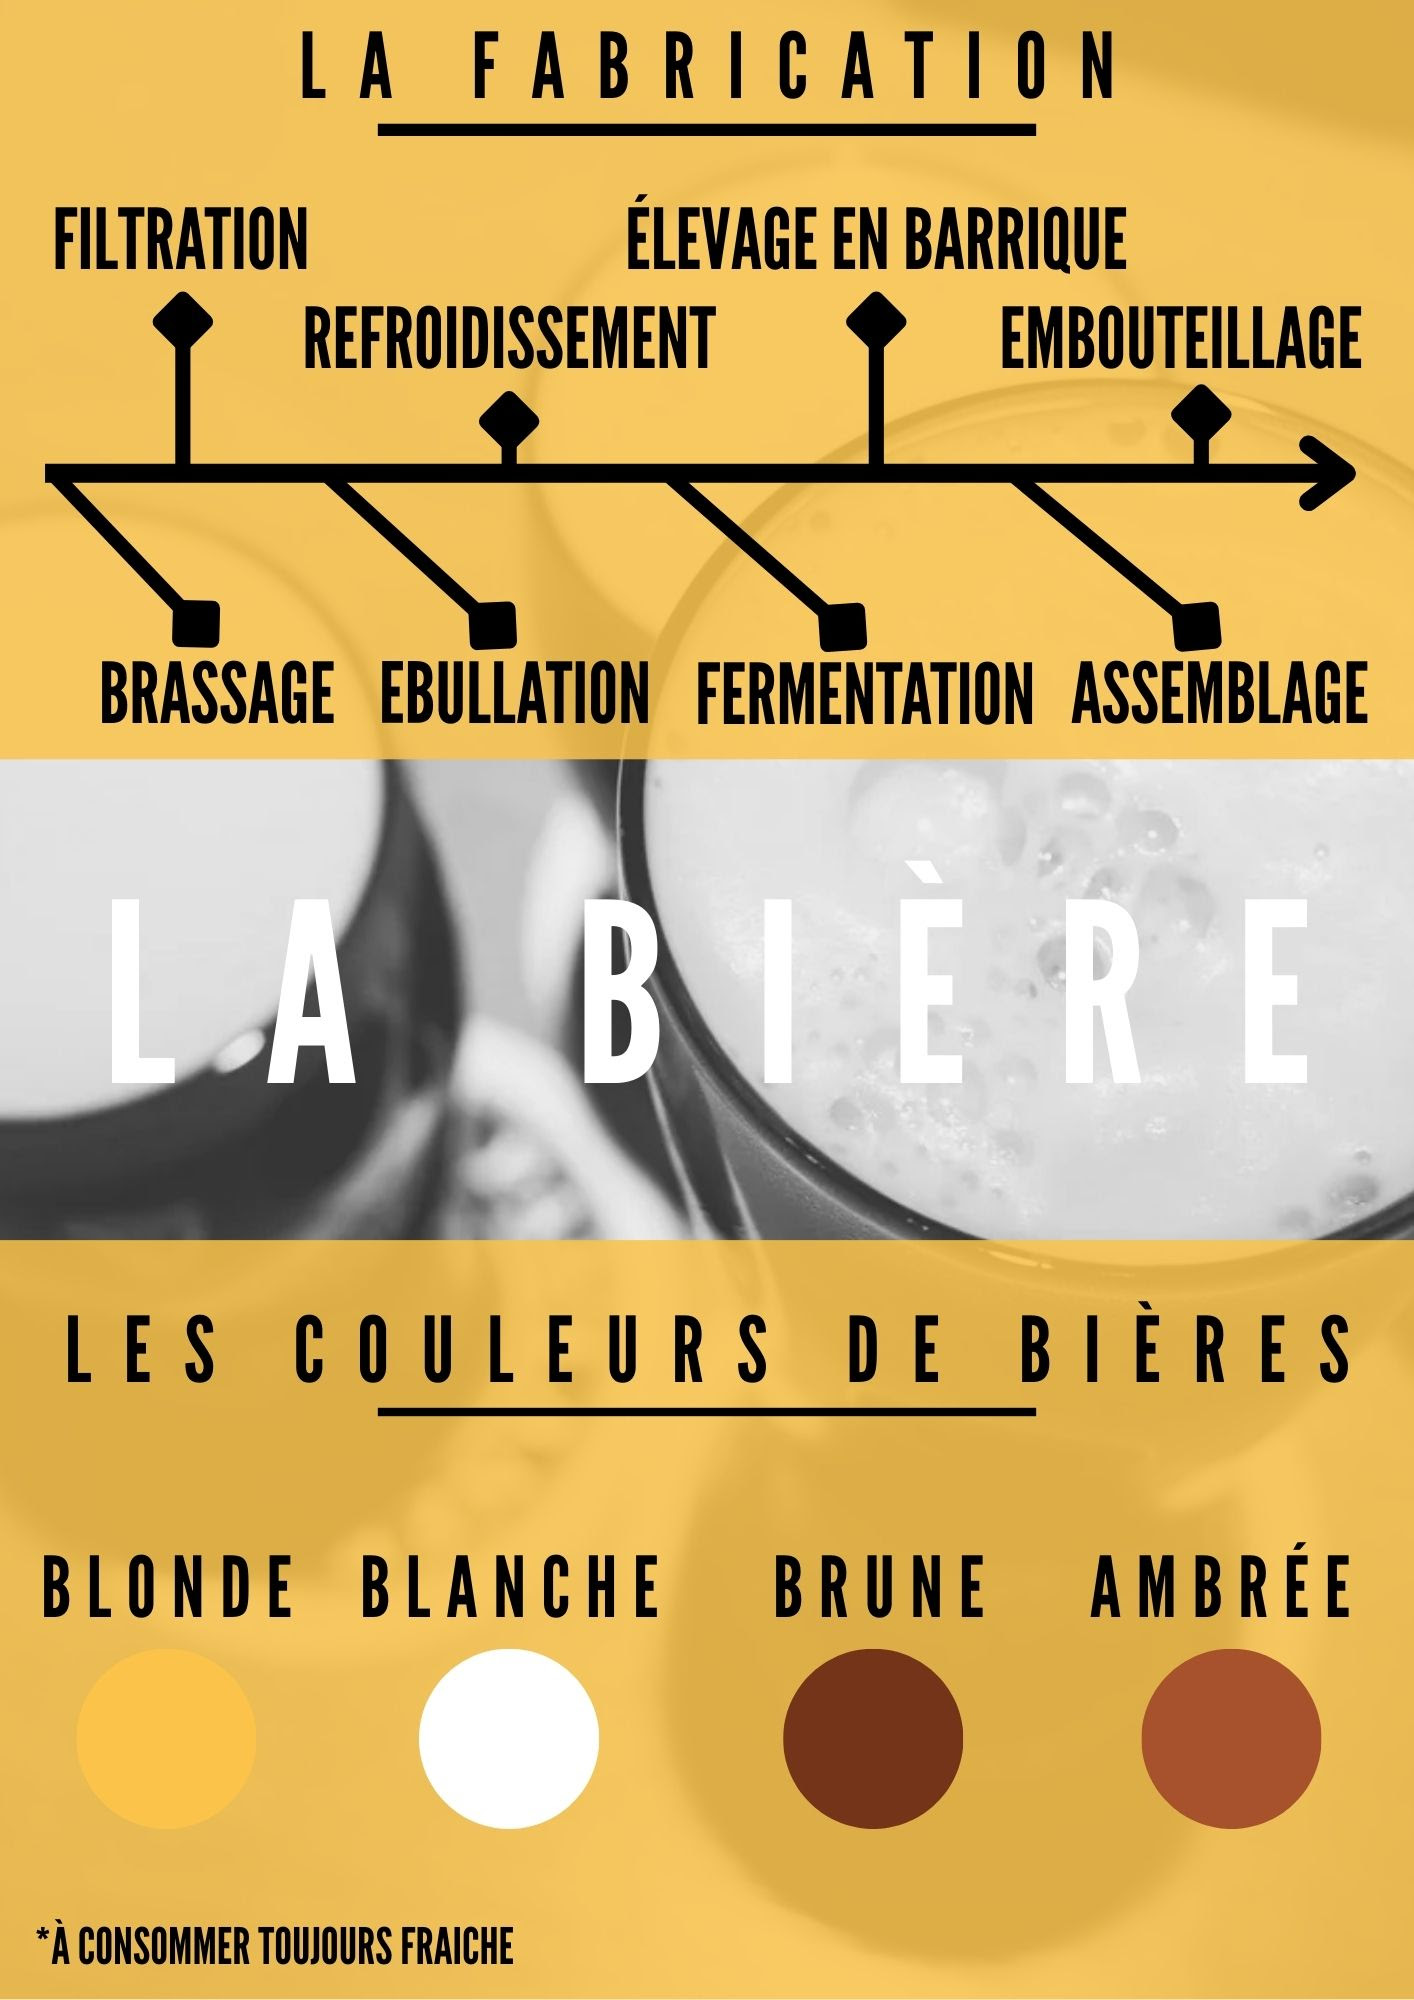 LA FABRICATION
FILTRATION
ÉLEVAGE EN BARRIQUE
REFROIDISSEMENT
EMBOUTEILLAGE
BRASSAGE
EBULLATION
FERMENTATION
ASSEMBLAGE
LA BIÈRE
LES COULEURS DE BIÈRES
BLONDE
BLANCHE
BRUNE
AMBRÉE
*À CONSOMMER TOUJOURS FRAICHE